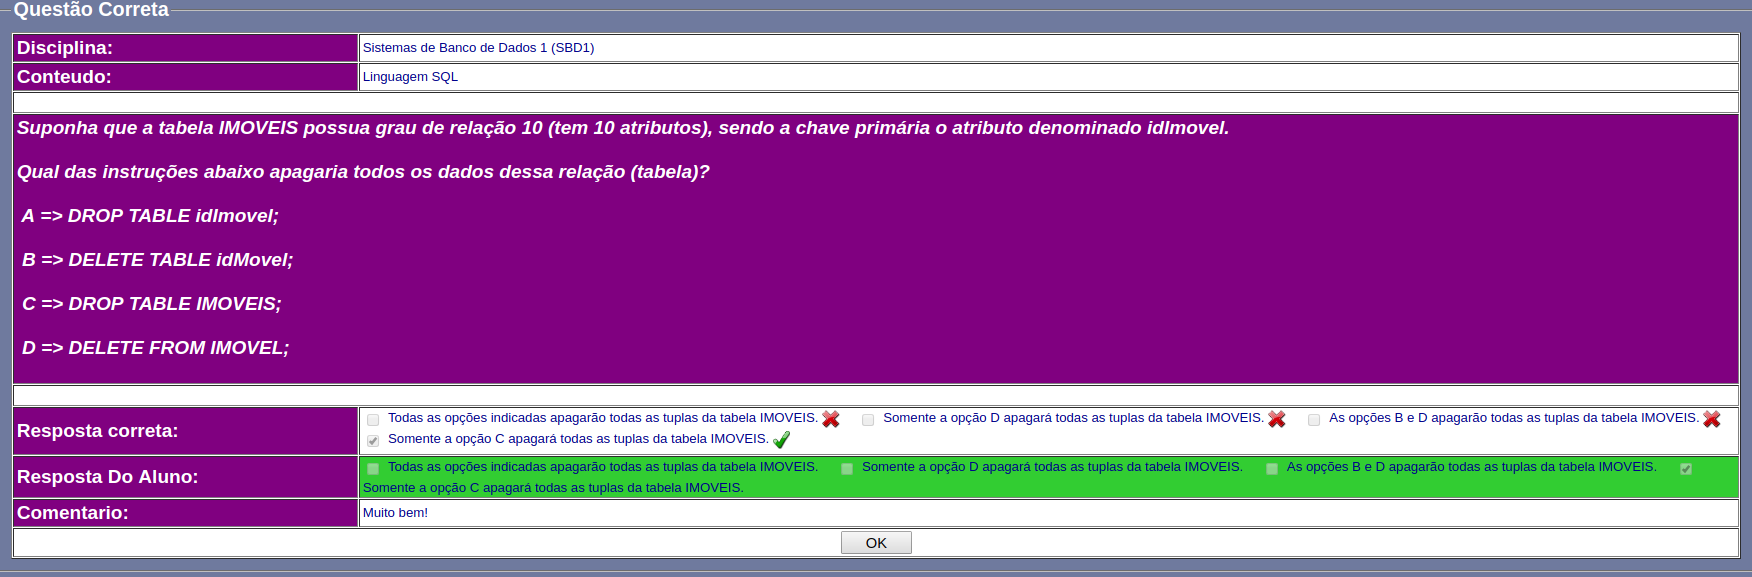 Questão Correta
Disciplina: Sistemas de Banco de Dados 1 (SBD1)
Conteudo: Linguagem SQL
Suponha que a tabela IMOVEIS possua grau de relação 10 (tem 10 atributos), sendo a chave primária o atributo denominado idImovel.
Qual das instruções abaixo apagaria todos os dados dessa relação (tabela)?
A => DROP TABLE idImovel;
B => DELETE TABLE idMovel;
C => DROP TABLE IMOVEIS;
D => DELETE FROM IMOVEL;
Resposta correta: Todas as opções indicadas apagarão todas as tuplas da tabela IMOVEIS. Somente a opção D apagará todas as tuplas da tabela IMOVEIS. As opções B e D apagarão todas as tuplas da tabela IMOVEIS.
Somente a opção C apagará todas as tuplas da tabela IMOVEIS.
Resposta Do Aluno: Todas as opções indicadas apagarão todas as tuplas da tabela IMOVEIS. Somente a opção D apagará todas as tuplas da tabela IMOVEIS. As opções B e D apagarão todas as tuplas da tabela IMOVEIS.
Somente a opção C apagará todas as tuplas da tabela IMOVEIS.
Comentario: Muito bem!
OK